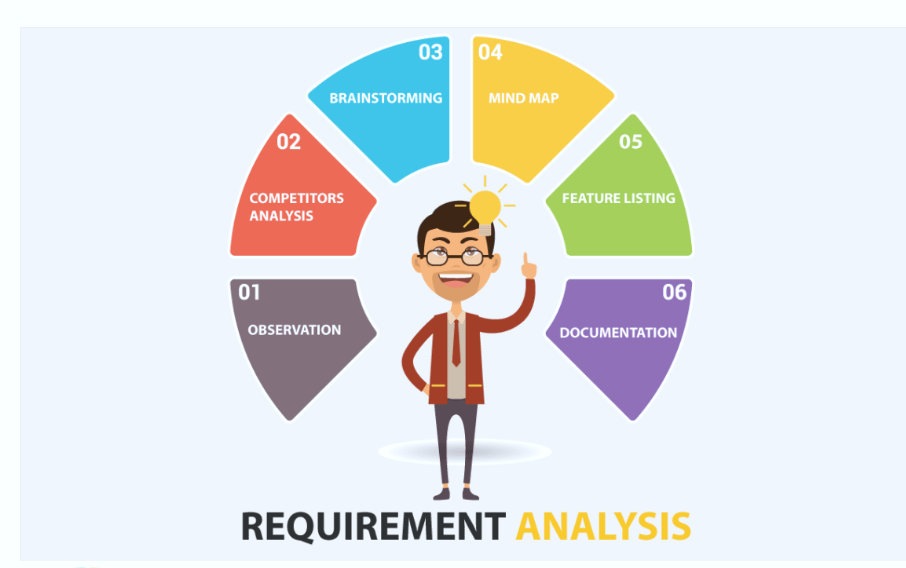 01
OBSERVATION
02
COMPETITORS
ANALYSIS
03
BRAINSTORMING
04
MIND MAP
05
FEATURE LISTING
06
DOCUMENTATION
REQUIREMENT ANALYSIS